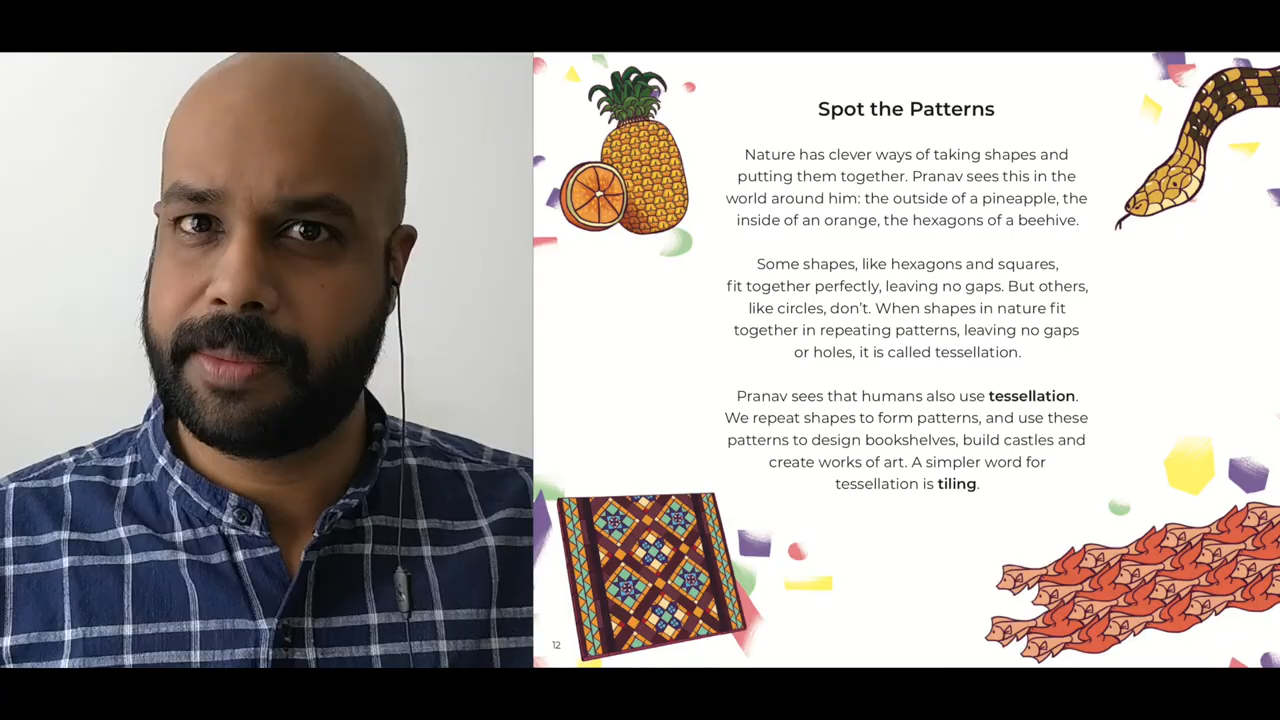 Spot the Patterns
Nature has clever ways of taking shapes and
putting them together. Pranav sees this in the
world around him: the outside of a pineapple, the
inside of an orange, the hexagons of a beehive.
Some shapes, like hexagons and squares,
fit together perfectly, leaving no gaps. But others,
like circles, don’t. When shapes in nature fit
together in repeating patterns, leaving no gaps
or holes, it is called tessellation.
Pranav sees that humans also use tessellation.
We repeat shapes to form patterns, and use these
patterns to design bookshelves, build castles and
create works of art. A simpler word for
tessellation is tiling.
12